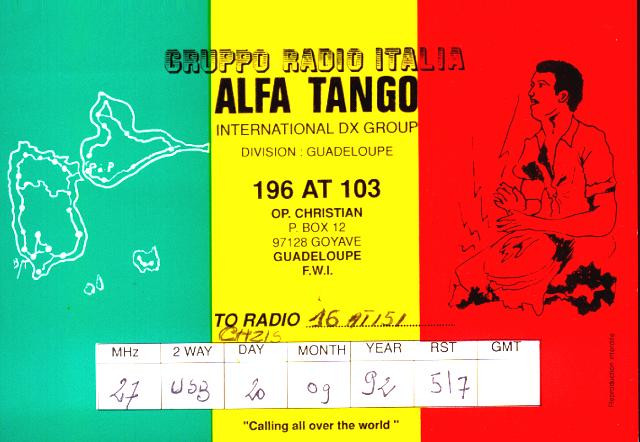 GRUPPO RADIO ITALIA
ALFA TANGO
INTERNATIONAL DX GROUP
DIVISION : GUADELOUPE
196 AT 103
OP. CHRISTIAN
P. BOX 12
97128 GOYAVE
GUADELOUPE
F.W.I.
P.à.P
B/T
TO RADIO 16 AT 151
MHz 2 WAY DAY MONTH YEAR RST GMT
27 USB 20 09 92 5/7
"Calling all over the world"
Reproduction interdite